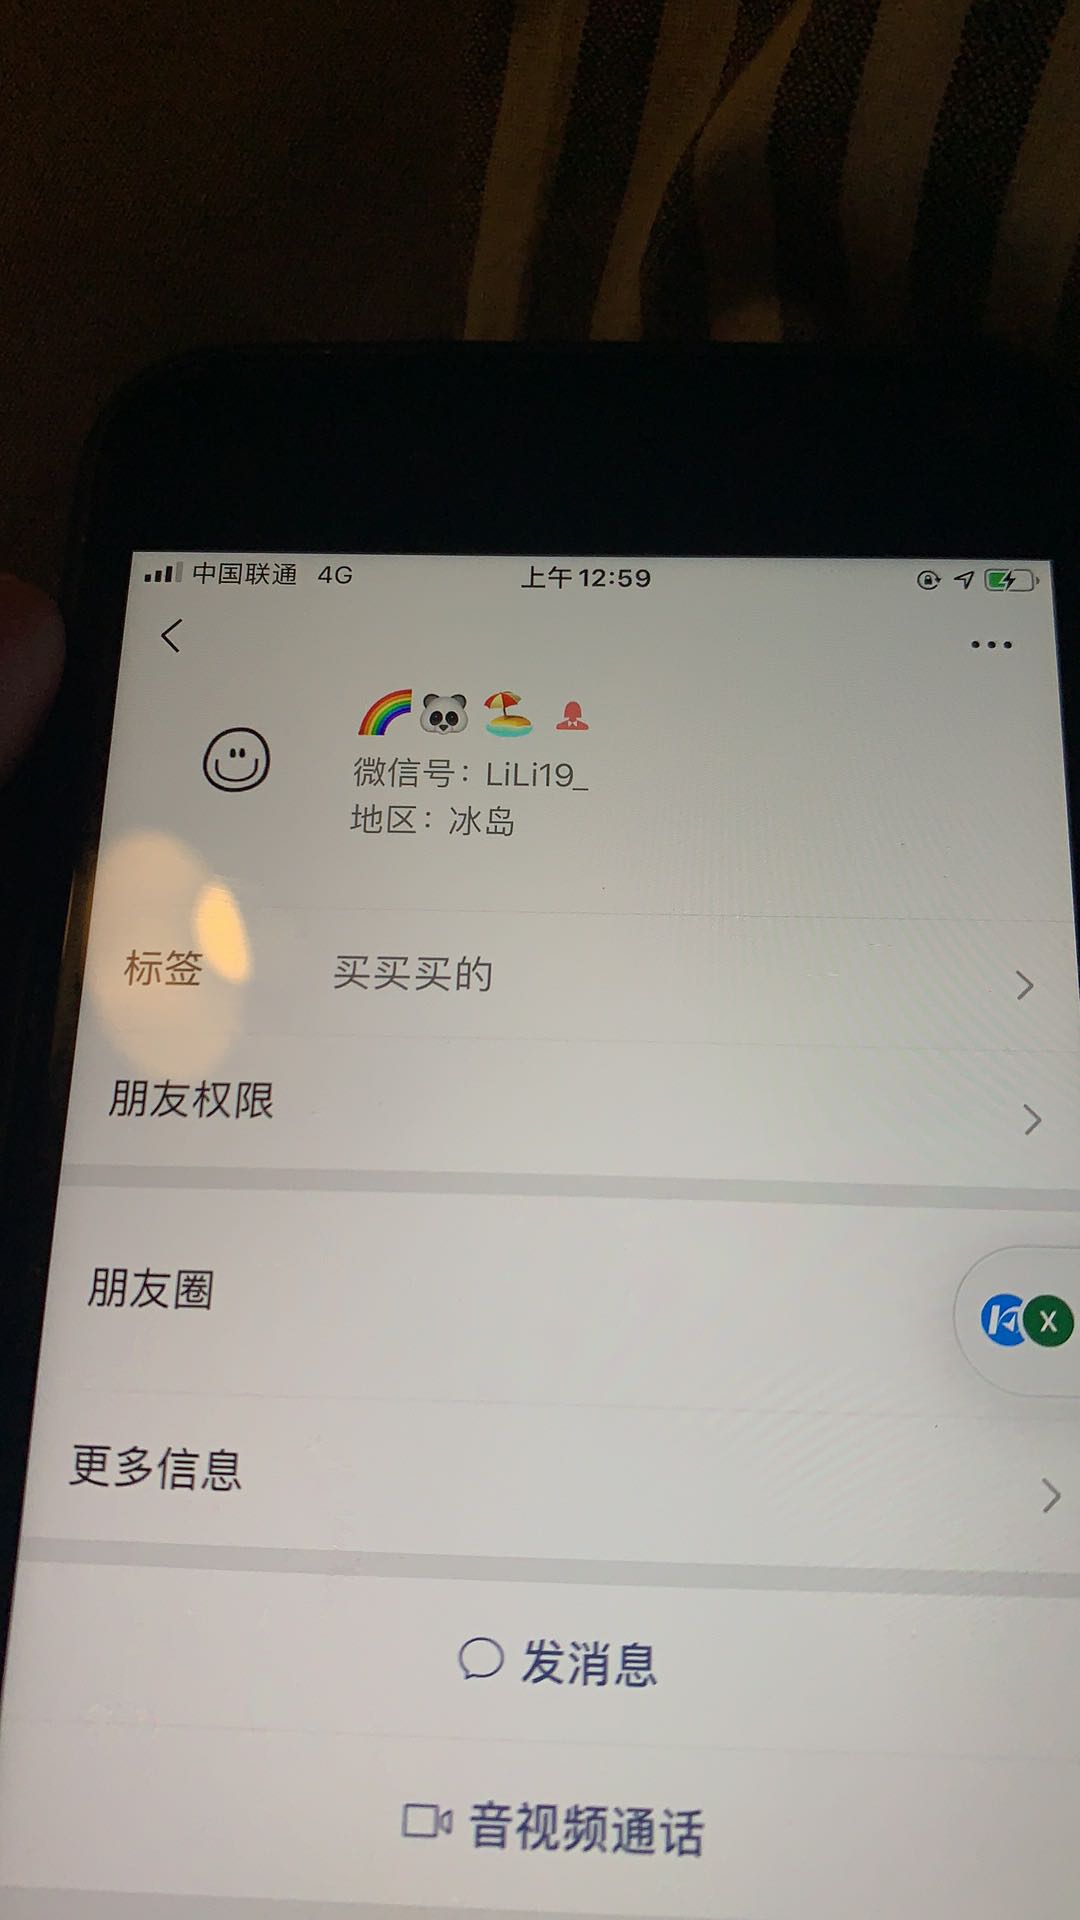 中国联通 4G 上午12:59
🌈🐼🏖️
微信号：LiLi19_
地区：冰岛
标签 买买买的
朋友权限
朋友圈
X
更多信息
发消息
音视频通话